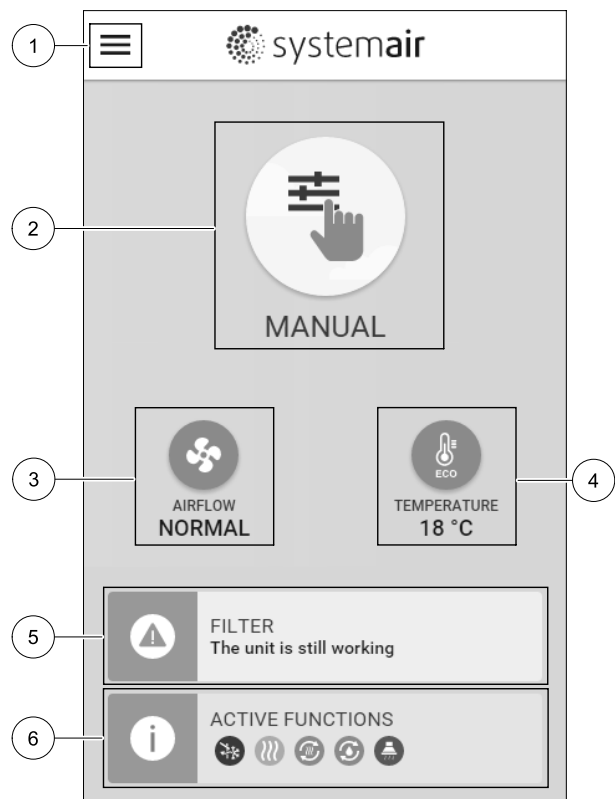 1
systemair
2
MANUAL
3
AIRFLOW
NORMAL
ECO
TEMPERATURE
18 °C
4
5
FILTER
The unit is still working
6
ACTIVE FUNCTIONS